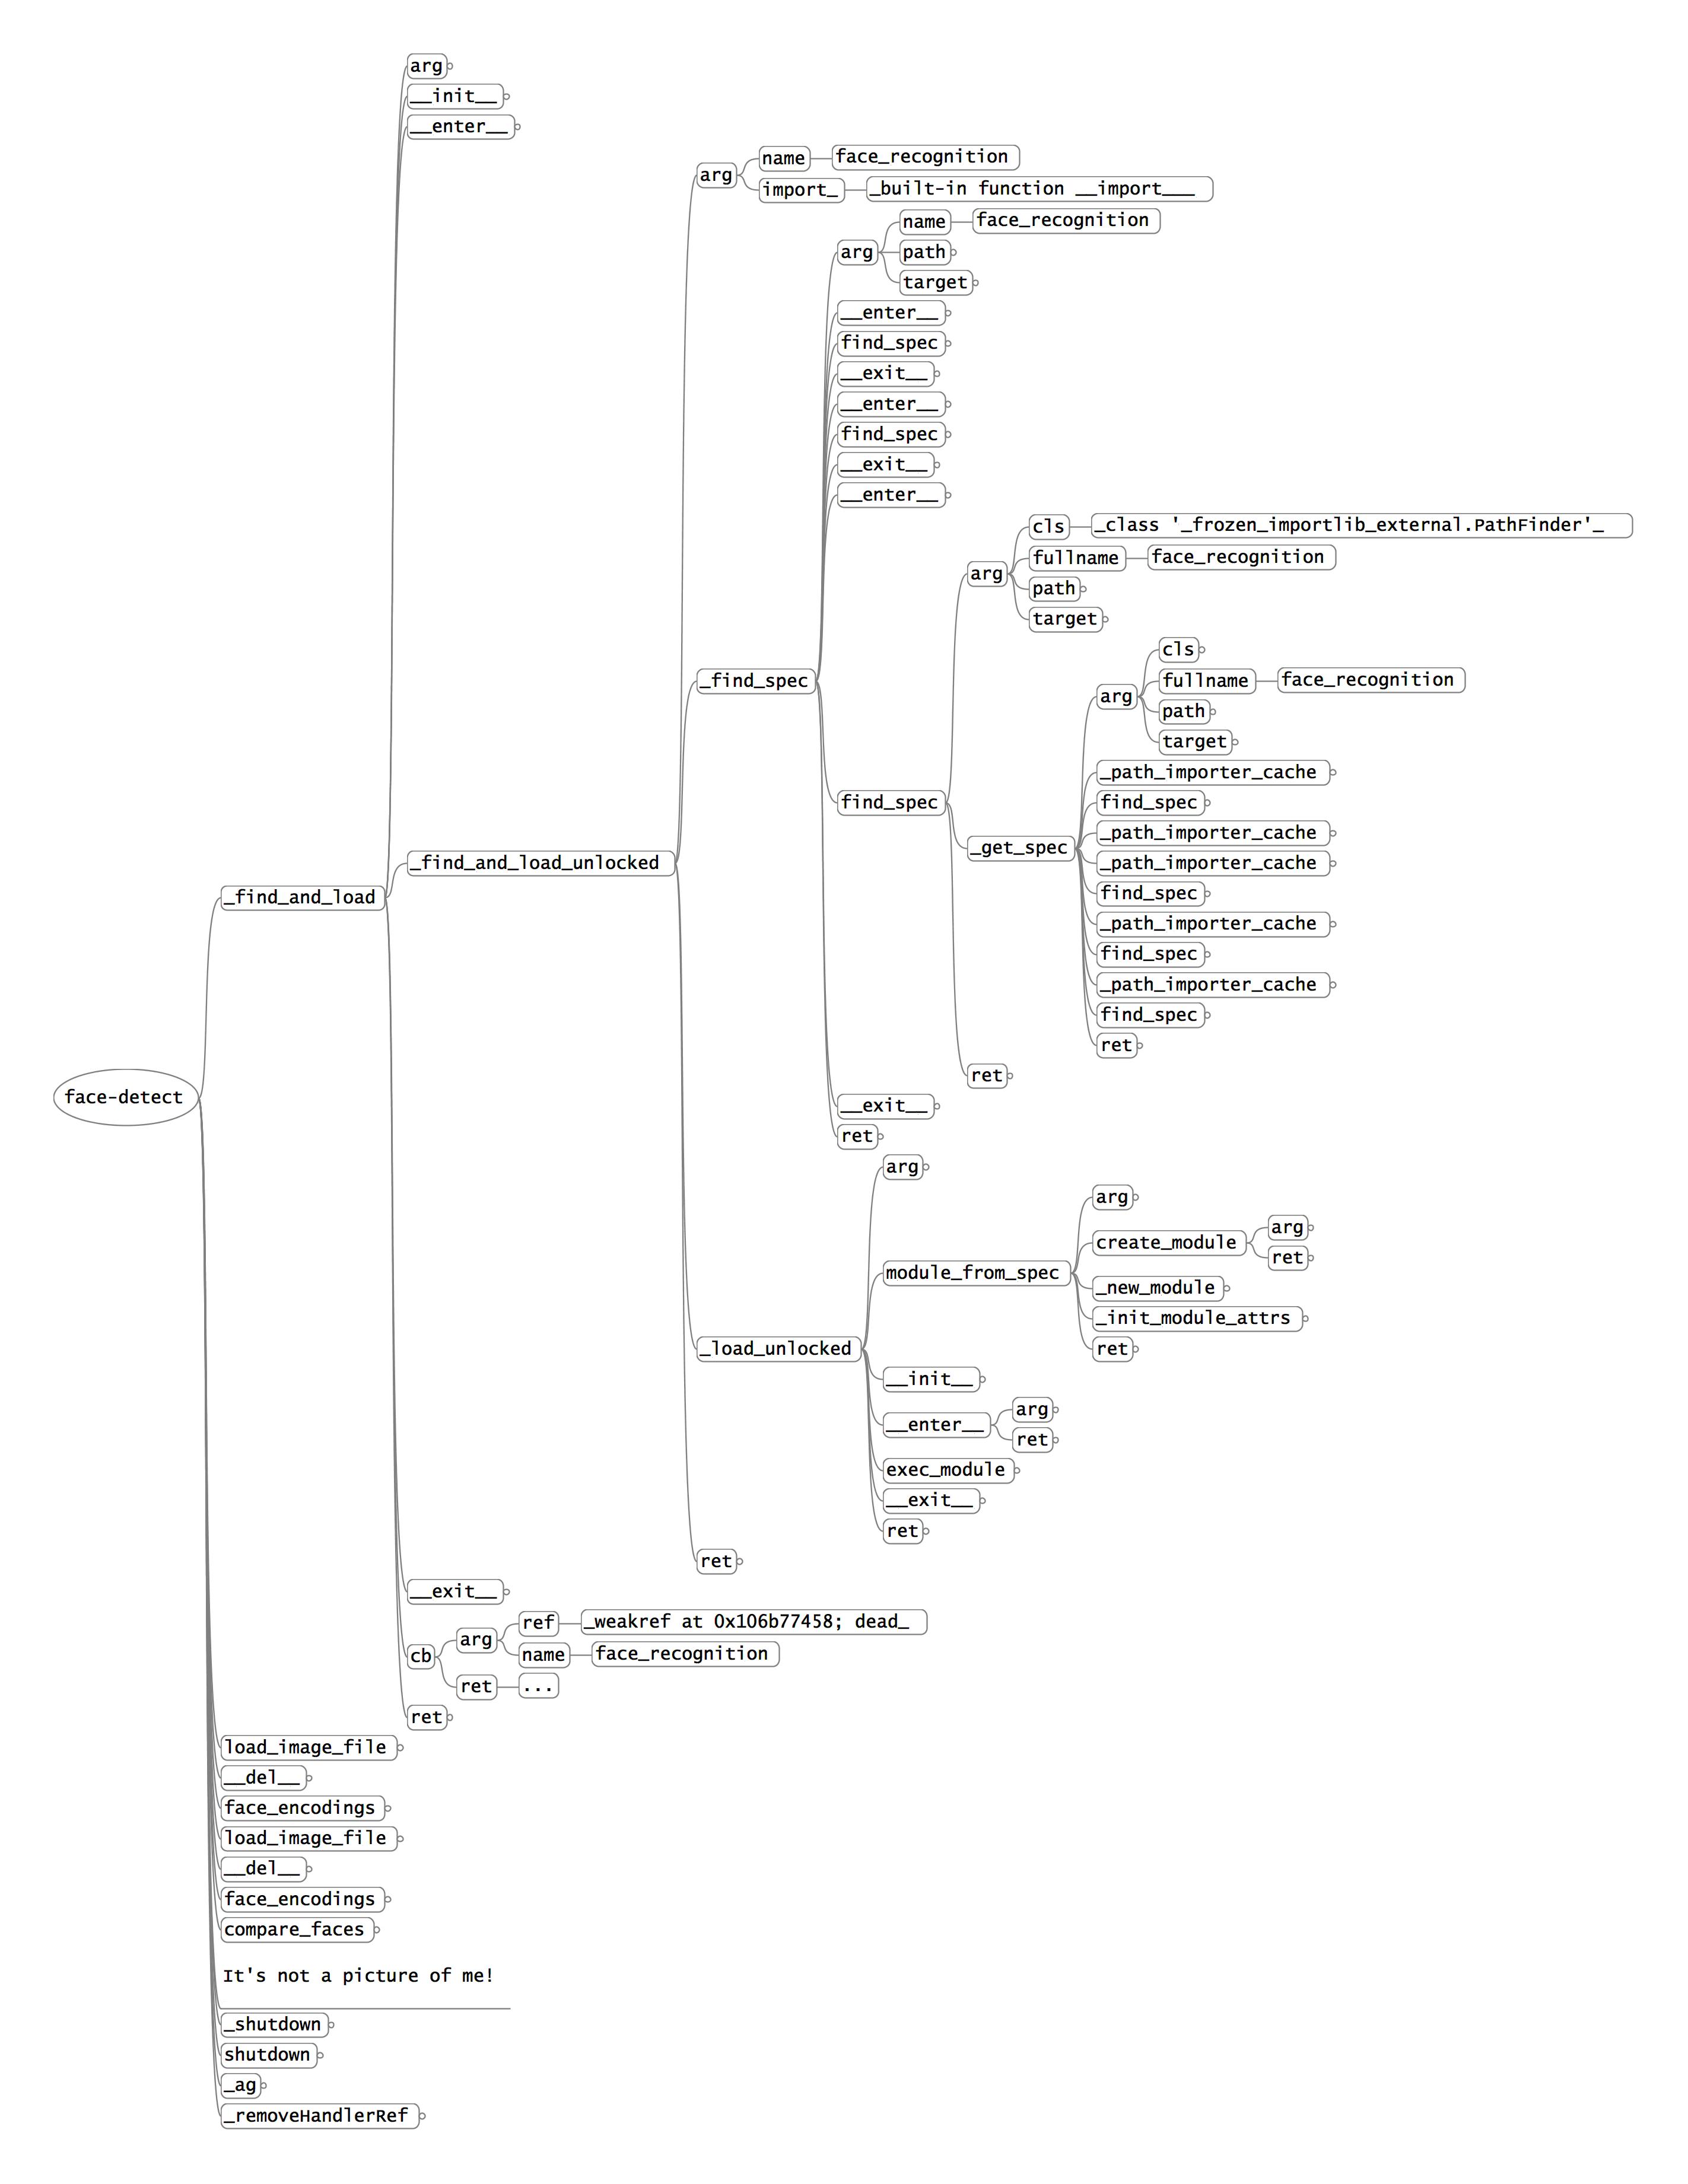 arg
__init__
__enter__
arg
name
face_recognition
import_
_built-in function __import___
name
face_recognition
arg
path
target
__enter__
find_spec
__exit__
__enter__
find_spec
__exit__
__enter__
cls
_class '_frozen_importlib_external.PathFinder'_
fullname
face_recognition
arg
path
target
cls
_find_spec
fullname
face_recognition
arg
path
target
_path_importer_cache
find_spec
find_spec
_path_importer_cache
_get_spec
_find_and_load_unlocked
_path_importer_cache
find_spec
_find_and_load
_path_importer_cache
find_spec
_path_importer_cache
find_spec
ret
ret
face-detect
__exit__
ret
arg
arg
arg
create_module
ret
module_from_spec
_new_module
_init_module_attrs
_load_unlocked
ret
__init__
arg
__enter__
ret
exec_module
__exit__
ret
ret
__exit__
ref
_weakref at 0x106b77458; dead_
arg
cb
name
face_recognition
ret
...
ret
load_image_file
__del__
face_encodings
load_image_file
__del__
face_encodings
compare_faces
It's not a picture of me!
_shutdown
shutdown
_ag
_removeHandlerRef